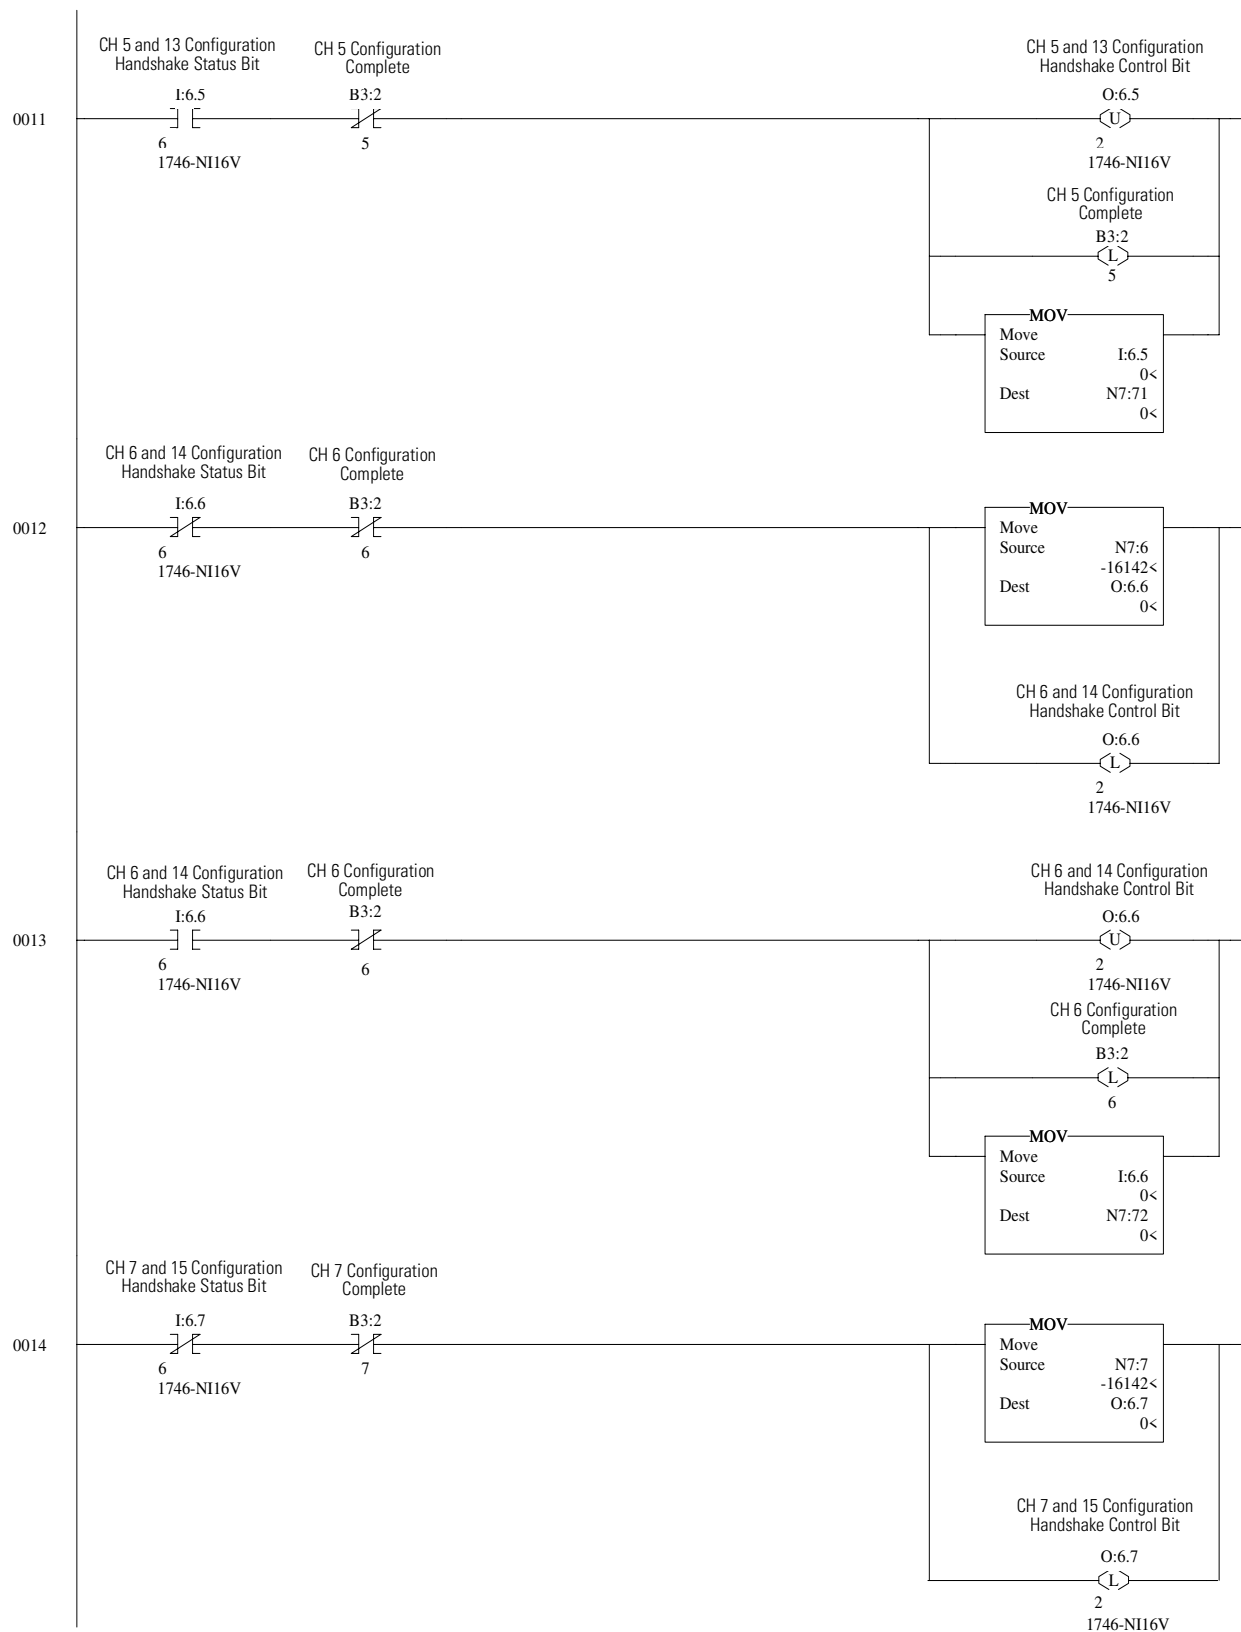 CH 5 and 13 Configuration
Handshake Status Bit
CH 5 Configuration
Complete
CH 5 and 13 Configuration
Handshake Control Bit
I:6.5
B3:2
O:6.5
0011
U
6
5
2
1746-NI16V
1746-NI16V
CH 5 Configuration
Complete
B3:2
L
5
MOV
Move
Source I:6.5
0<
Dest N7:71
0<
CH 6 and 14 Configuration
Handshake Status Bit
CH 6 Configuration
Complete
I:6.6
B3:2
0012
6
6
1746-NI16V
MOV
Move
Source N7:6
-16142<
Dest O:6.6
0<
CH 6 and 14 Configuration
Handshake Control Bit
O:6.6
L
2
1746-NI16V
CH 6 and 14 Configuration
Handshake Status Bit
CH 6 Configuration
Complete
CH 6 and 14 Configuration
Handshake Control Bit
I:6.6
B3:2
O:6.6
0013
U
6
6
2
1746-NI16V
1746-NI16V
CH 6 Configuration
Complete
B3:2
L
6
MOV
Move
Source I:6.6
0<
Dest N7:72
0<
CH 7 and 15 Configuration
Handshake Status Bit
CH 7 Configuration
Complete
I:6.7
B3:2
0014
6
7
1746-NI16V
MOV
Move
Source N7:7
-16142<
Dest O:6.7
0<
CH 7 and 15 Configuration
Handshake Control Bit
O:6.7
L
2
1746-NI16V